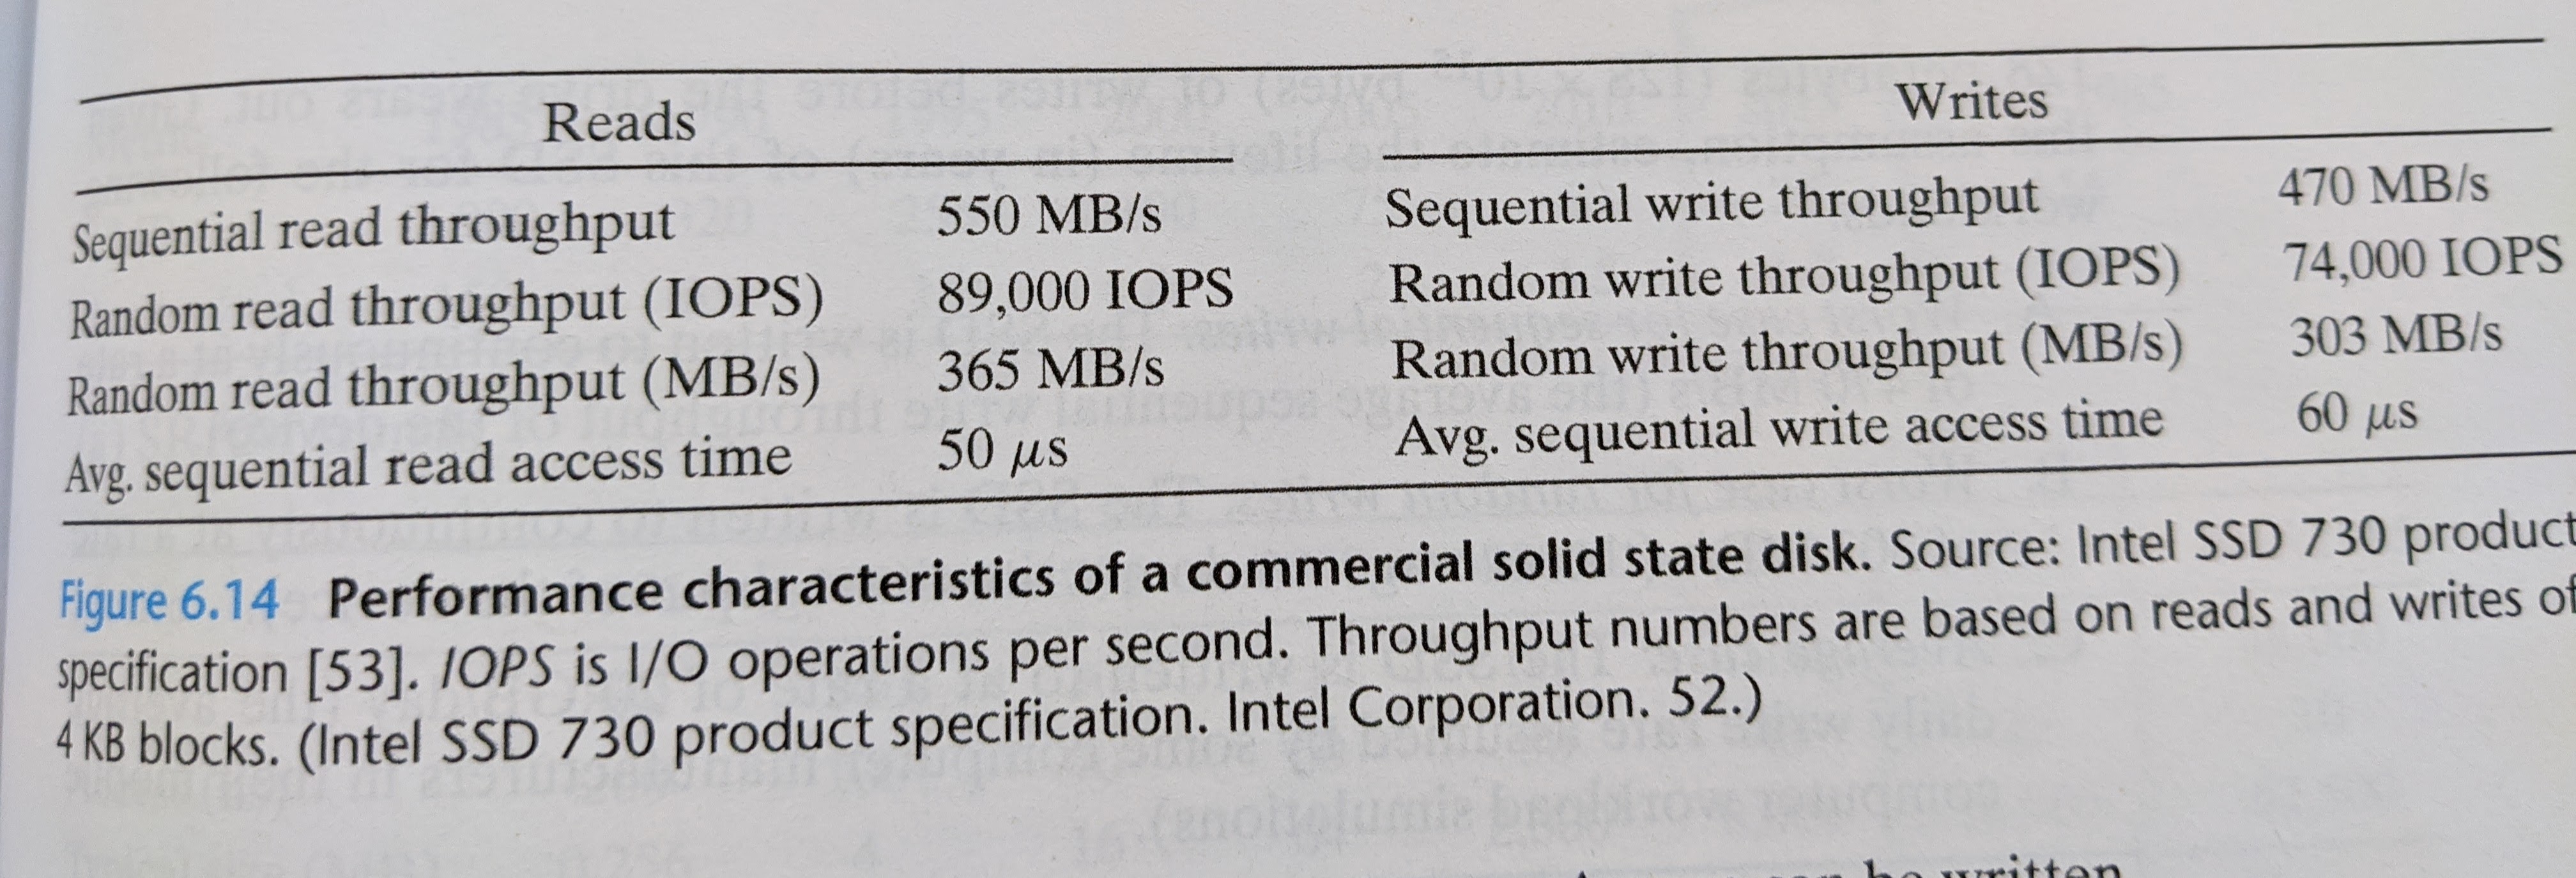 Reads Writes
Sequential read throughput 550 MB/s Sequential write throughput 470 MB/s
Random read throughput (IOPS) 89,000 IOPS Random write throughput (IOPS) 74,000 IOPS
Random read throughput (MB/s) 365 MB/s Random write throughput (MB/s) 303 MB/s
Avg. sequential read access time 50 μs Avg. sequential write access time 60 μs
Figure 6.14 Performance characteristics of a commercial solid state disk. Source: Intel SSD 730 product
specification [53]. IOPS is I/O operations per second. Throughput numbers are based on reads and writes of
4 KB blocks. (Intel SSD 730 product specification. Intel Corporation. 52.)
be written